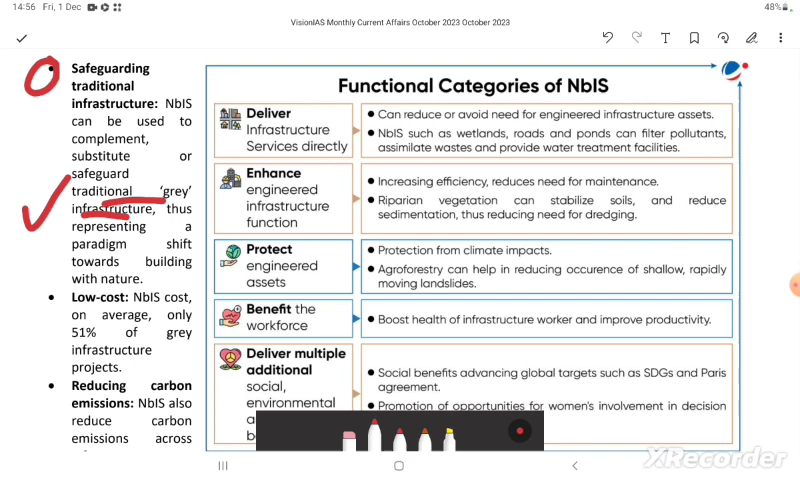 14:56 Fri, 1 Dec
48%
VisionIAS Monthly Current Affairs October 2023 October 2023
Safeguarding
traditional
infrastructure: NbIS
can be used to
complement,
substitute or
safeguard
traditional ‘grey’
infrastructure, thus
representing a
paradigm shift
towards building
with nature.
• Low-cost: NbIS cost,
on average, only
51% of grey
infrastructure
projects.
• Reducing carbon
emissions: NbIS also
reduce carbon
emissions across
Functional Categories of NbIS
Deliver
Infrastructure
Services directly
• Can reduce or avoid need for engineered infrastructure assets.
• NbIS such as wetlands, roads and ponds can filter pollutants,
assimilate wastes and provide water treatment facilities.
Enhance
engineered
infrastructure
function
• Increasing efficiency, reduces need for maintenance.
• Riparian vegetation can stabilize soils, and reduce
sedimentation, thus reducing need for dredging.
Protect
engineered
assets
• Protection from climate impacts.
• Agroforestry can help in reducing occurence of shallow, rapidly
moving landslides.
Benefit the
workforce
• Boost health of infrastructure worker and improve productivity.
Deliver multiple
additional
social,
environmental
• Social benefits advancing global targets such as SDGs and Paris
agreement.
• Promotion of opportunities for women's involvement in decision
XRecorder